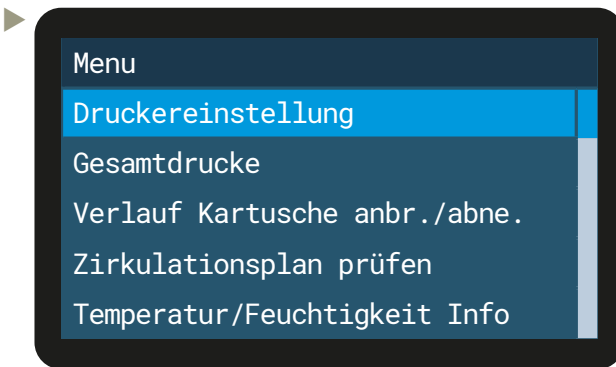 Menu
Druckereinstellung
Gesamtdrucke
Verlauf Kartusche anbr./abne.
Zirkulationsplan prüfen
Temperatur/Feuchtigkeit Info